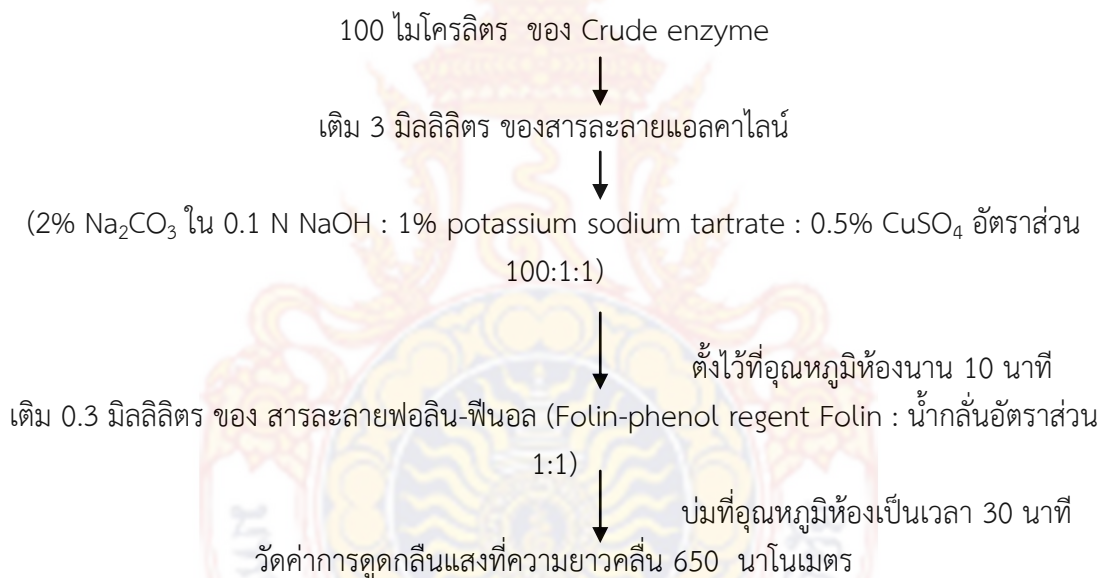 100 ไมโครลิตร ของ Crude enzyme
เติม 3 มิลลิลิตร ของสารละลายแอลคาไลน์
(2% Na₂CO₃ ใน 0.1 N NaOH : 1% potassium sodium tartrate : 0.5% CuSO₄ อัตราส่วน
100:1:1)
ตั้งไว้ที่อุณหภูมิห้องนาน 10 นาที
เติม 0.3 มิลลิลิตร ของ สารละลายฟอลิน-ฟีนอล (Folin-phenol regent Folin : น้ำกลั่นอัตราส่วน
1:1)
บ่มที่อุณหภูมิห้องเป็นเวลา 30 นาที
วัดค่าการดูดกลืนแสงที่ความยาวคลื่น 650 นาโนเมตร